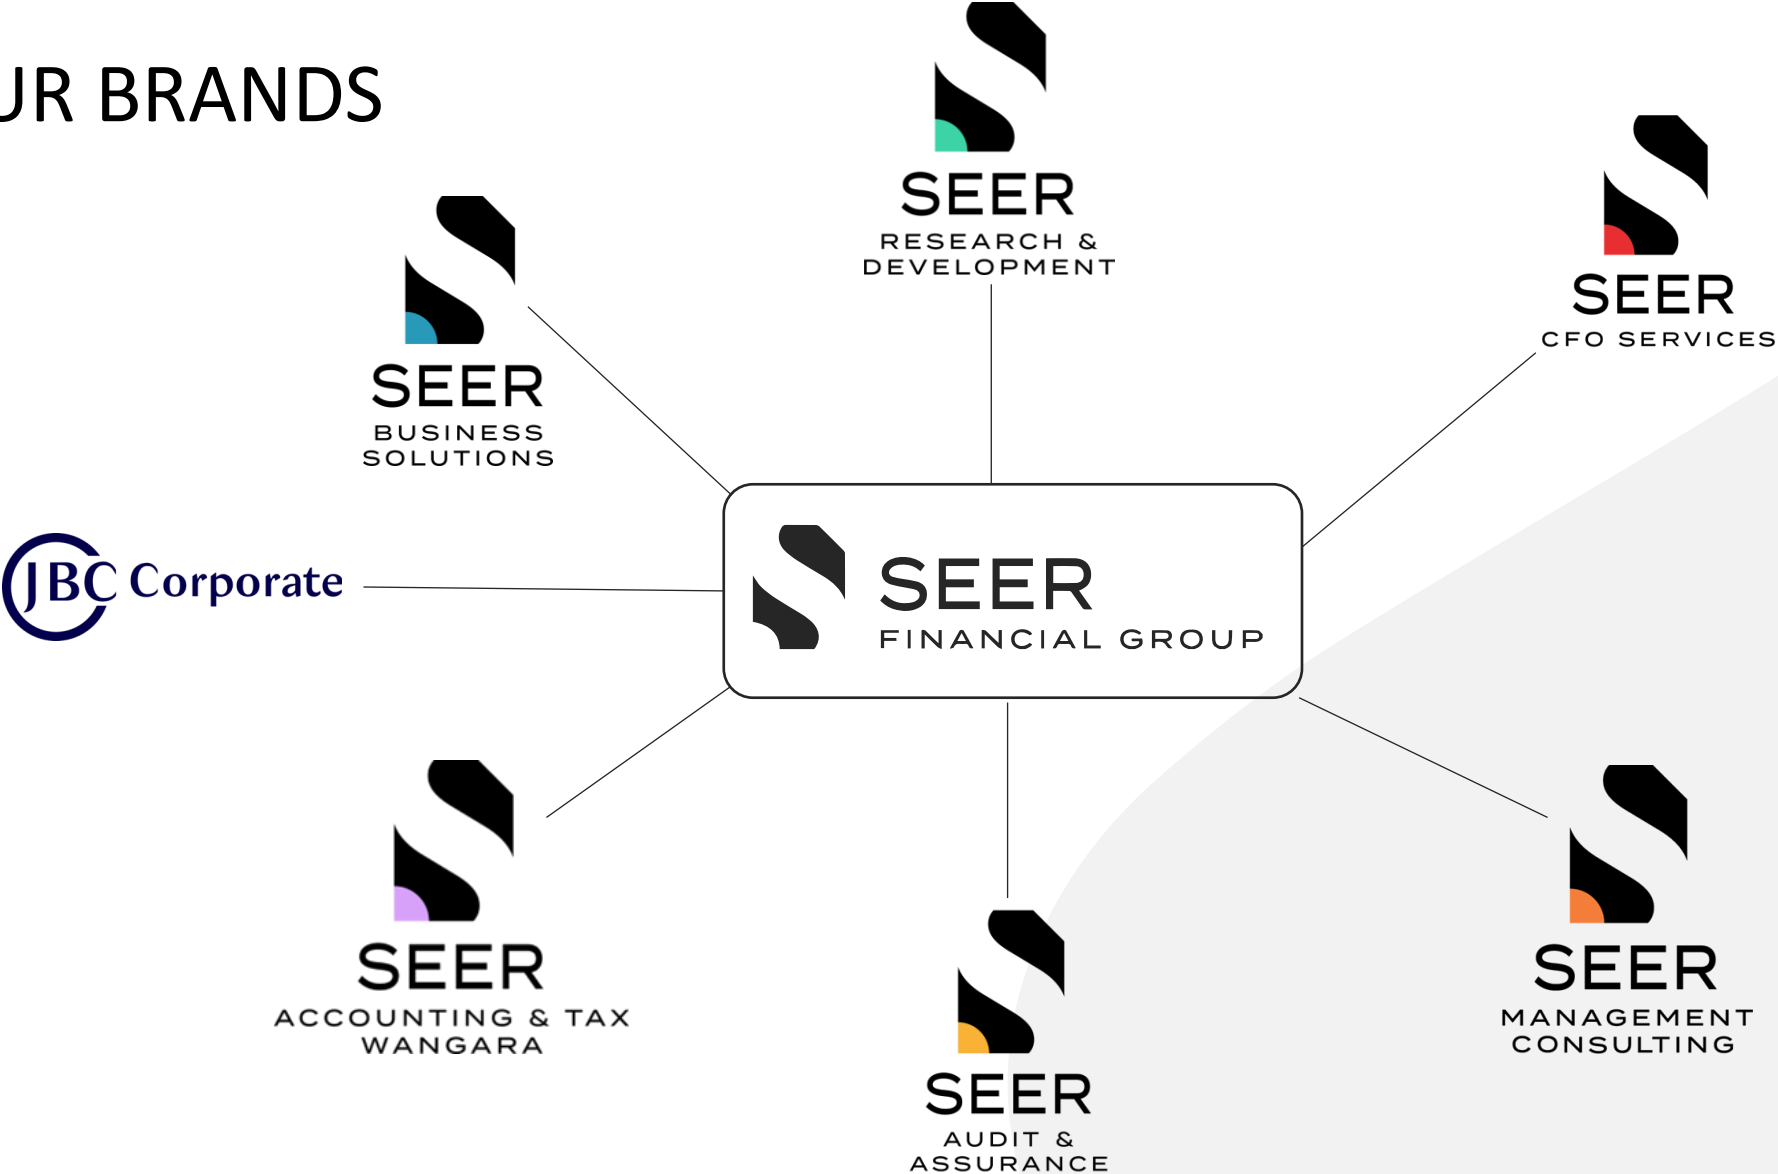 UR BRANDS
SEER
RESEARCH &
DEVELOPMENT
SEER
CFO SERVICES
SEER
BUSINESS
SOLUTIONS
JBC Corporate
SEER
FINANCIAL GROUP
SEER
ACCOUNTING & TAX
WANGARA
SEER
AUDIT &
ASSURANCE
SEER
MANAGEMENT
CONSULTING